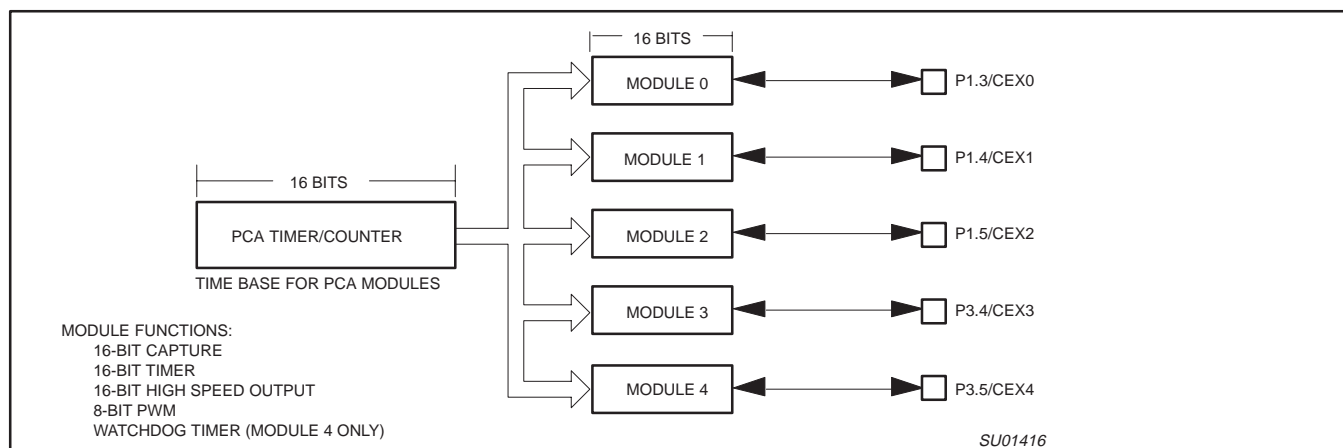 16 BITS
MODULE 0
P1.3/CEX0
MODULE 1
P1.4/CEX1
16 BITS
PCA TIMER/COUNTER
TIME BASE FOR PCA MODULES
MODULE 2
P1.5/CEX2
MODULE 3
P3.4/CEX3
MODULE 4
P3.5/CEX4
MODULE FUNCTIONS:
16-BIT CAPTURE
16-BIT TIMER
16-BIT HIGH SPEED OUTPUT
8-BIT PWM
WATCHDOG TIMER (MODULE 4 ONLY)
SU01416